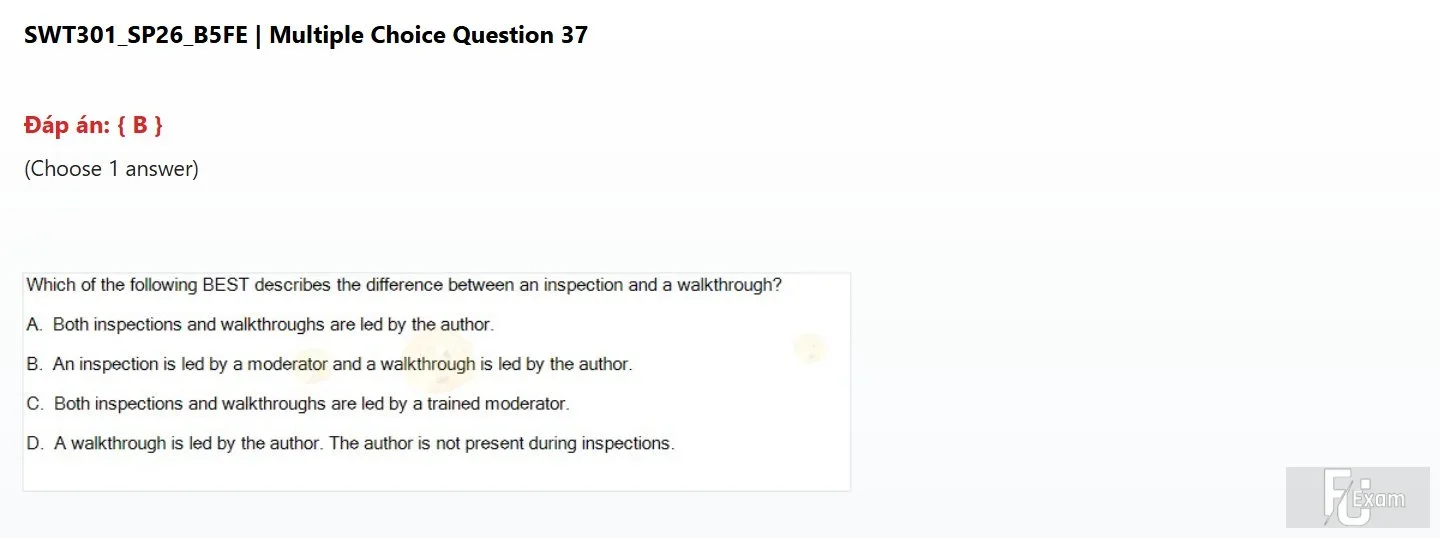 SWT301_SP26_B5FE | Multiple Choice Question 37
Đáp án: { B }
(Choose 1 answer)
Which of the following BEST describes the difference between an inspection and a walkthrough?
A. Both inspections and walkthroughs are led by the author.
B. An inspection is led by a moderator and a walkthrough is led by the author.
C. Both inspections and walkthroughs are led by a trained moderator.
D. A walkthrough is led by the author. The author is not present during inspections.
FU Exam